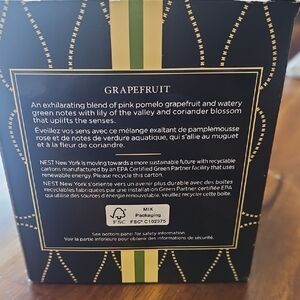 GRAPEFRUIT
An exhilarating blend of pink pomelo grapefruit and watery
green notes with lily of the valley and coriander blossom
that uplifts the senses.
Éveillez vos sens avec ce mélange exaltant de pamplemousse
rose et de notes de verdure aquatique, qui s'allie au muguet
et à la fleur de coriandre.
NEST New York is moving towards a more sustainable future with recyclable
cartons manufactured by an EPA Certified Green Partner facility that uses
renewable energy. Please recycle this carton.
NEST New York s'oriente vers un avenir plus durable avec des boîtes
recyclables fabriquées par une installation Green Partner certifiée EPA
qui utilise des sources d'énergie renouvelable. Veuillez recycler cette boîte.
FSC
MIX
Packaging
FSC® C102375
See bottom panel for safety information.
Voir la partie inférieure pour obtenir des informations de sécurité.